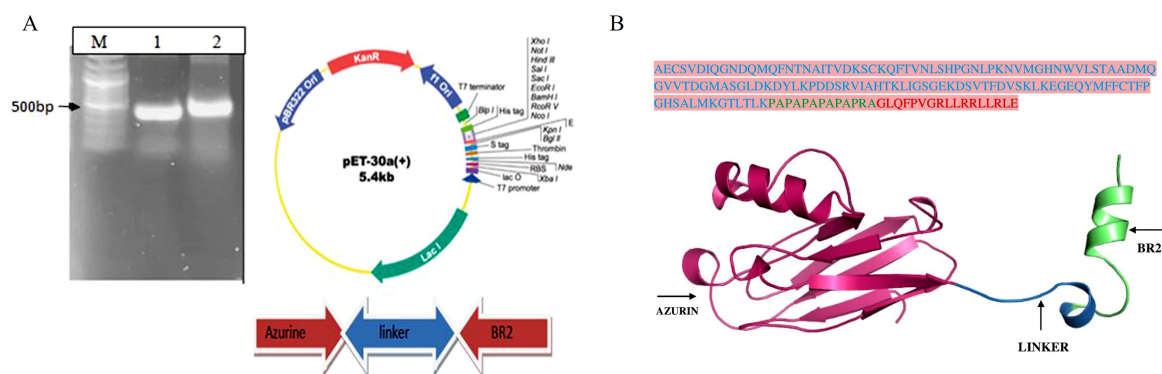 A
M 1 2
500bp
KanR
f1 Ori
pBR322 Ori
Lac I
pET-30a(+)
5.4kb
Xho I
Not I
Hind III
Sal I
Sac I
EcoR I
BamH I
RcoR V
Nco I
T7 terminator
Blp I
His tag
E
Kpn I
Bgl II
S tag
Thrombin
His tag
RBS
Nde
lac O
Xba I
T7 promoter
Azurine
linker
BR2
B
AECSVDIQGNDQMQFNTNAITVDKSCKQFTVNLSHPGNLPKNVMGHNWVLSTAADMQ
GVVTDGMASGLDKDYLKPDDSRVIAHTKLIGSGEKDSVTFDVSKLKEGEQYMFFCTFP
GHSALMKGTLTLKPAPAPAPAPAPRAGLQFPVGRLLRRLLRLE
BR2
AZURIN
LINKER